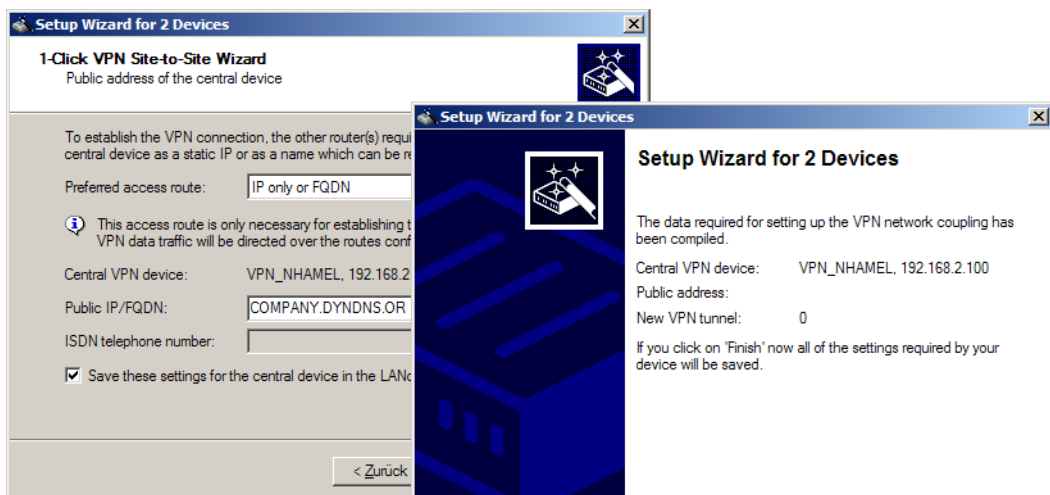 Setup Wizard for 2 Devices
1-Click VPN Site-to-Site Wizard
Public address of the central device
To establish the VPN connection, the other router(s) requi
central device as a static IP or as a name which can be re
Preferred access route: IP only or FQDN
This access route is only necessary for establishing t
VPN data traffic will be directed over the routes conf
Central VPN device: VPN_NHAMEL, 192.168.2
Public IP/FQDN: COMPANY.DYNDNS.OR
ISDN telephone number:
Save these settings for the central device in the LANc
< Zurück
Setup Wizard for 2 Devices
Setup Wizard for 2 Devices
The data required for setting up the VPN network coupling has
been compiled.
Central VPN device: VPN_NHAMEL, 192.168.2.100
Public address:
New VPN tunnel: 0
If you click on 'Finish' now all of the settings required by your
device will be saved.